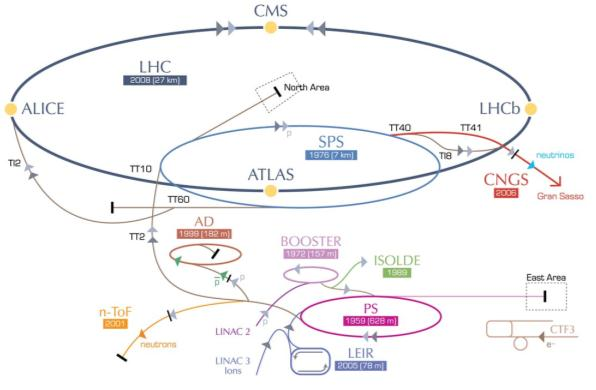 CMS
LHC
2008 (27 km)
North Area
ALICE
LHCb
TT40
TT41
SPS
1976 (7 km)
TI8
TI2
TT10
ATLAS
neutrinos
CNGS
2006
Gran Sasso
TT60
AD
1999 (182 m)
TT2
BOOSTER
1972 (157 m)
ISOLDE
1989
p
p
p̅
East Area
n-ToF
2001
PS
1959 (628 m)
LINAC 2
p
neutrons
CTF3
e-
LINAC 3
Ions
LEIR
2005 (78 m)